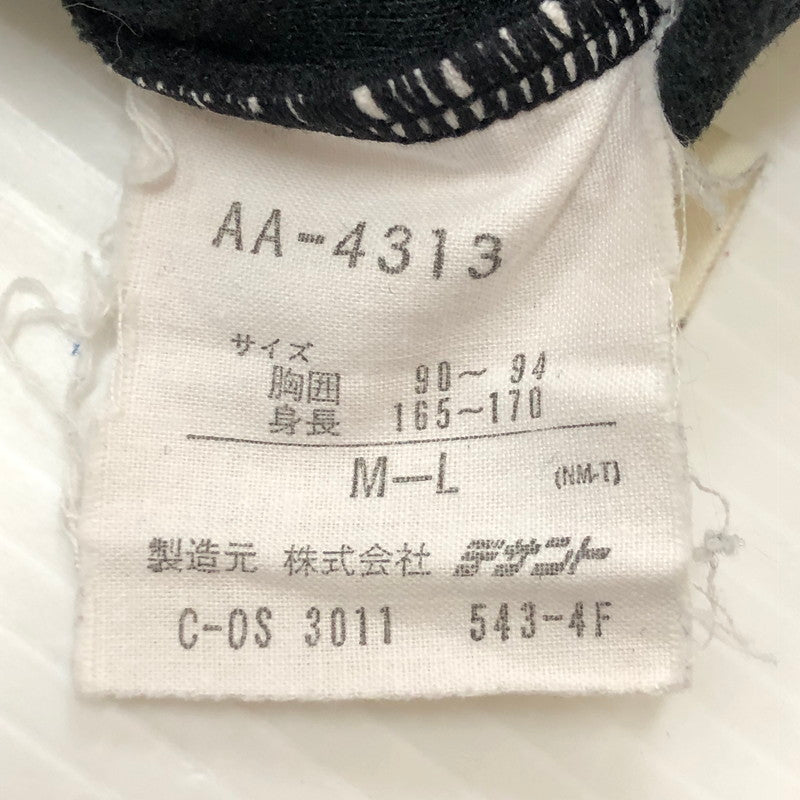 AA-4313
サイズ
胸囲 90～94
身長 165～170
M—L (NM-T)
製造元 株式会社 デサント
C-OS 3011 543-4F